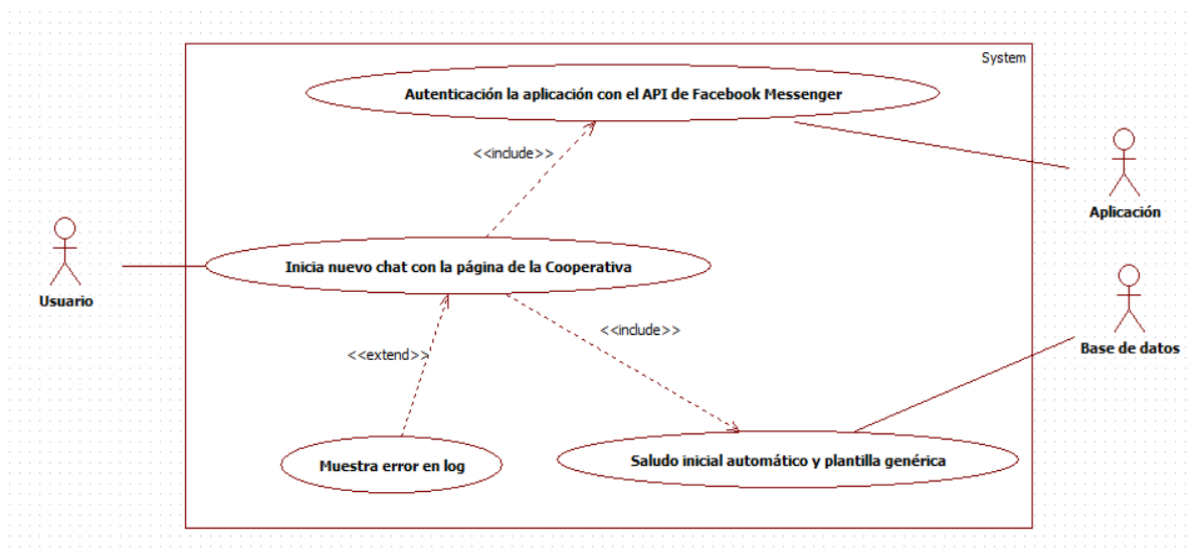 System
Autenticación la aplicación con el API de Facebook Messenger
<<include>>
Aplicación
Inicia nuevo chat con la página de la Cooperativa
Usuario
<<include>>
Base de datos
<<extend>>
Muestra error en log
Saludo inicial automático y plantilla genérica